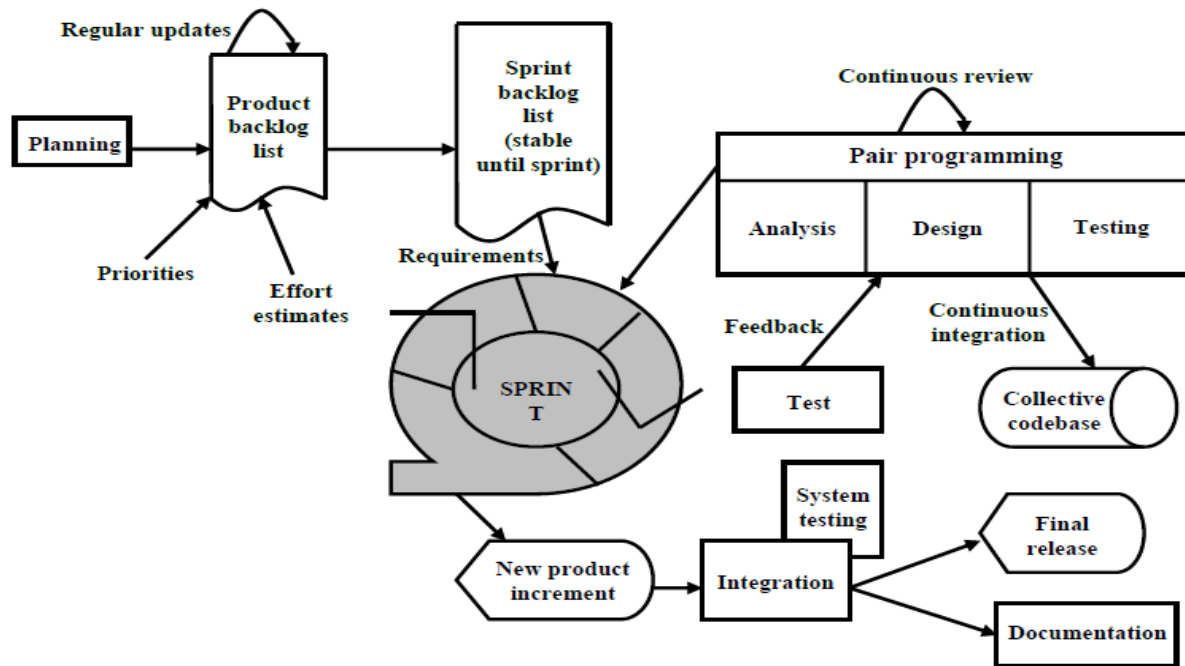 Regular updates
Planning
Product
backlog
list
Priorities
Effort
estimates
Sprint
backlog
list
(stable
until sprint)
Requirements
SPRIN
T
Continuous review
Pair programming
Analysis
Design
Testing
Feedback
Continuous
integration
Test
Collective
codebase
System
testing
New product
increment
Integration
Final
release
Documentation